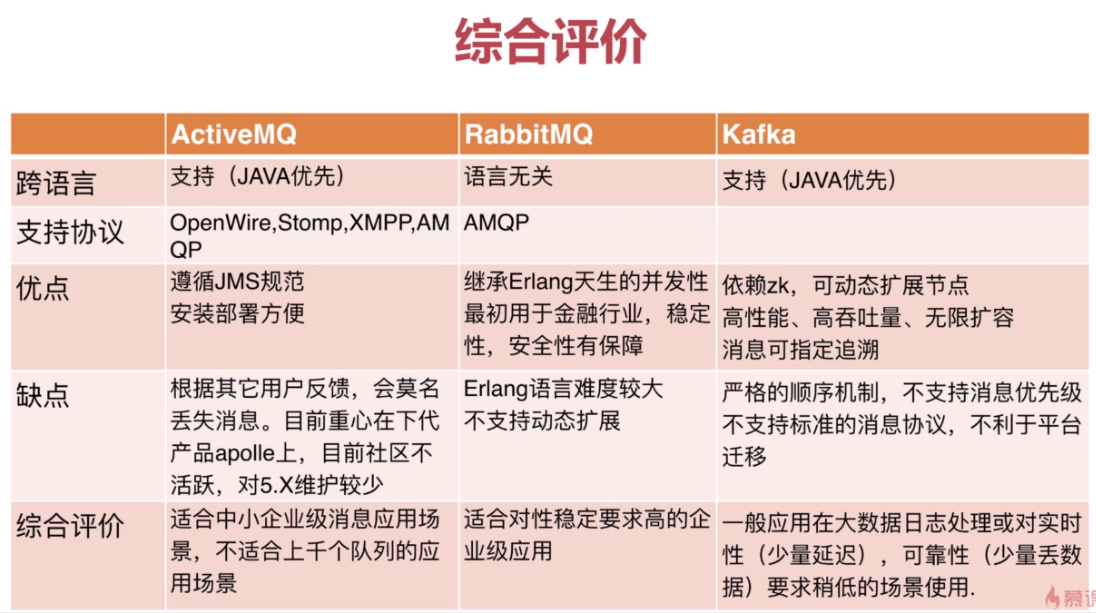 综合评价
ActiveMQ RabbitMQ Kafka
跨语言 支持（JAVA优先） 语言无关 支持（JAVA优先）
支持协议 OpenWire,Stomp,XMPP,AM
QP
AMQP
优点
遵循JMS规范
安装部署方便
继承Erlang天生的并发性
最初用于金融行业，稳定
性，安全性有保障
依赖zk，可动态扩展节点
高性能、高吞吐量、无限扩容
消息可指定追溯
缺点
根据其它用户反馈，会莫名
丢失消息。目前重心在下代
产品apolle上，目前社区不
活跃，对5.X维护较少
Erlang语言难度较大
不支持动态扩展
严格的顺序机制，不支持消息优先级
不支持标准的消息协议，不利于平台
迁移
综合评价
适合中小企业级消息应用场
景，不适合上千个队列的应
用场景
适合对性稳定要求高的企
业级应用
一般应用在大数据日志处理或对实时
性（少量延迟），可靠性（少量丢数
据）要求稍低的场景使用.
慕